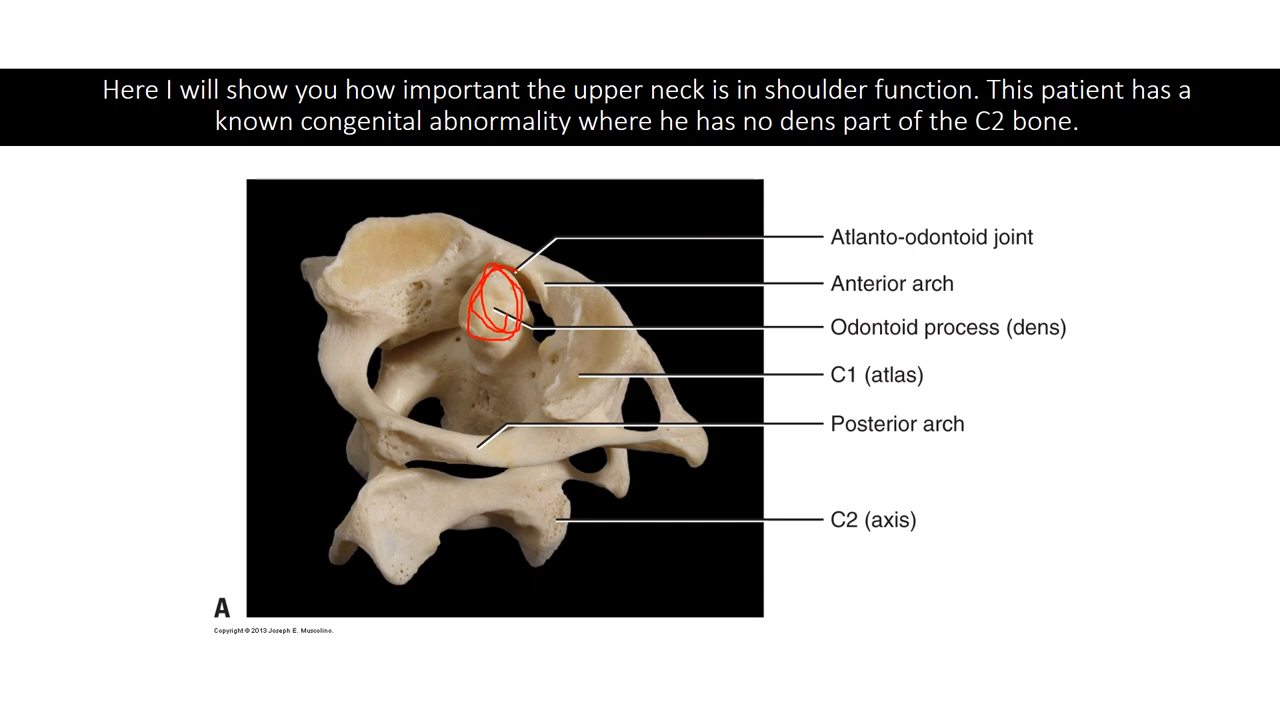 Here I will show you how important the upper neck is in shoulder function. This patient has a
known congenital abnormality where he has no dens part of the C2 bone.
Atlanto-odontoid joint
Anterior arch
Odontoid process (dens)
C1 (atlas)
Posterior arch
C2 (axis)
A
Copyright © 2013 Joseph E. Muscolino.